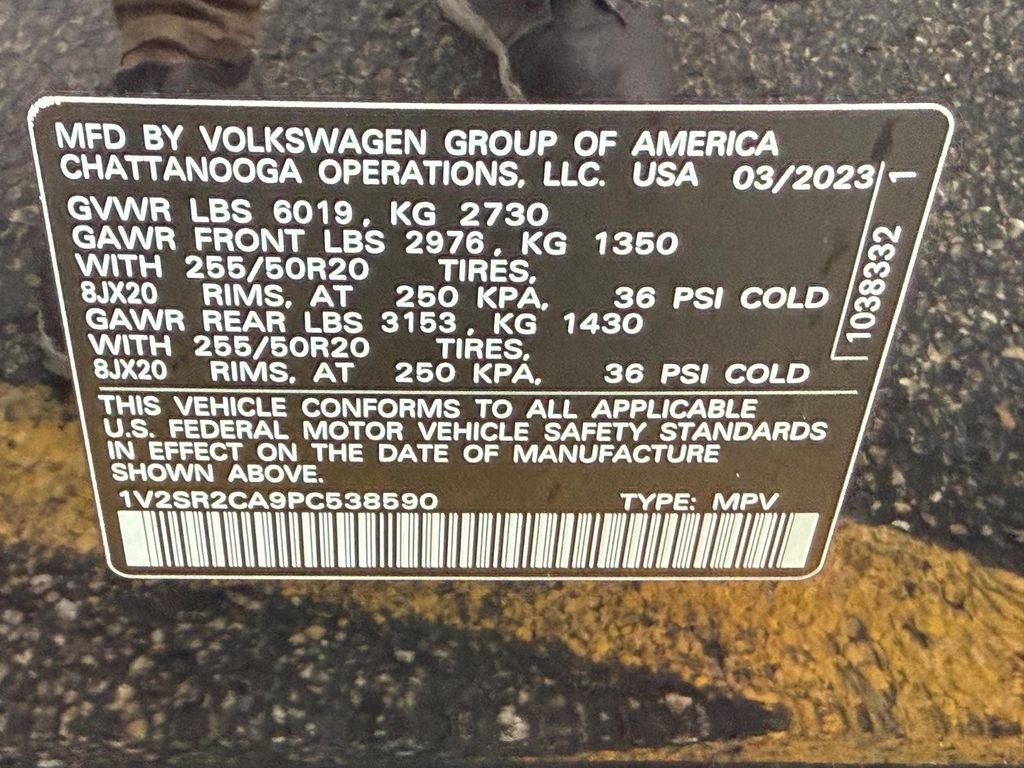 MFD BY VOLKSWAGEN GROUP OF AMERICA
CHATTANOOGA OPERATIONS, LLC. USA 03/2023
GVWR LBS 6019, KG 2730
GAWR FRONT LBS 2976, KG 1350
WITH 255/50R20 TIRES,
8JX20 RIMS, AT 250 KPA, 36 PSI COLD
GAWR REAR LBS 3153, KG 1430
WITH 255/50R20 TIRES,
8JX20 RIMS, AT 250 KPA, 36 PSI COLD
1038332 1
THIS VEHICLE CONFORMS TO ALL APPLICABLE
U.S. FEDERAL MOTOR VEHICLE SAFETY STANDARDS
IN EFFECT ON THE DATE OF MANUFACTURE
SHOWN ABOVE.
1V2SR2CA9PC538590 TYPE: MPV